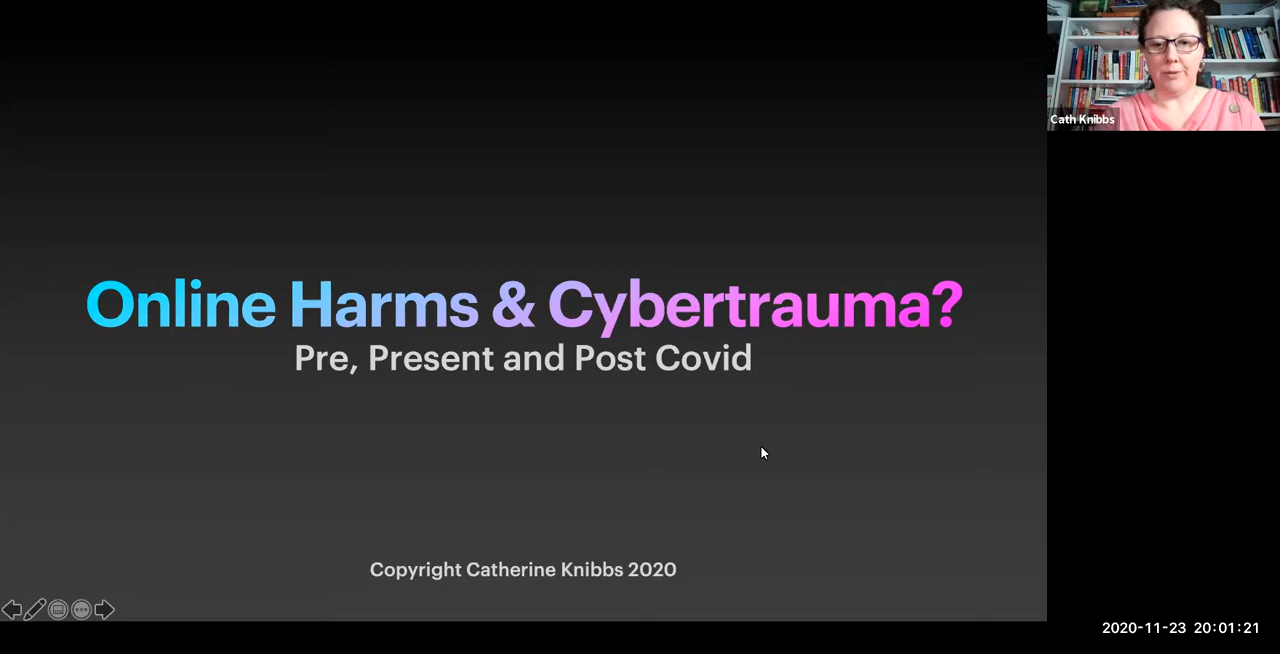 Online Harms & Cybertrauma?
Pre, Present and Post Covid
Copyright Catherine Knibbs 2020
Cath Knibbs
2020-11-23 20:01:21